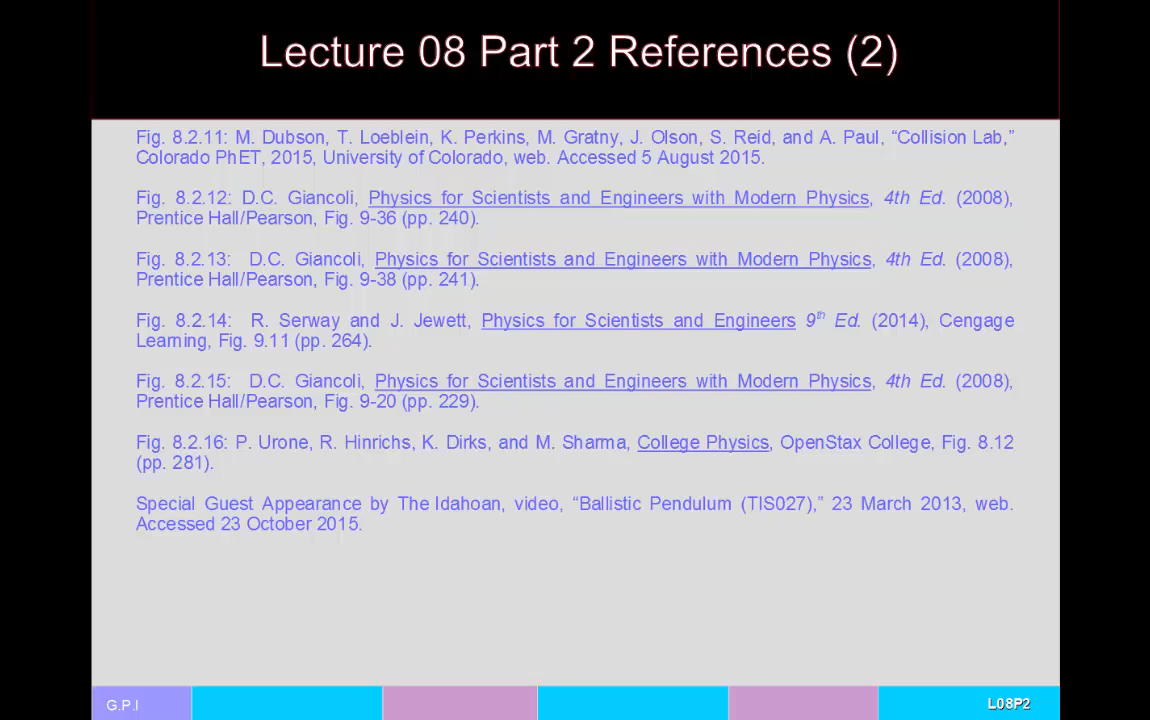 Lecture 08 Part 2 References (2)
Fig. 8.2.11: M. Dubson, T. Loeblein, K. Perkins, M. Gratny, J. Olson, S. Reid, and A. Paul, “Collision Lab,”
Colorado PhET, 2015, University of Colorado, web. Accessed 5 August 2015.
Fig. 8.2.12: D.C. Giancoli, Physics for Scientists and Engineers with Modern Physics, 4th Ed. (2008),
Prentice Hall/Pearson, Fig. 9-36 (pp. 240).
Fig. 8.2.13: D.C. Giancoli, Physics for Scientists and Engineers with Modern Physics, 4th Ed. (2008),
Prentice Hall/Pearson, Fig. 9-38 (pp. 241).
Fig. 8.2.14: R. Serway and J. Jewett, Physics for Scientists and Engineers 9th Ed. (2014), Cengage
Learning, Fig. 9.11 (pp. 264).
Fig. 8.2.15: D.C. Giancoli, Physics for Scientists and Engineers with Modern Physics, 4th Ed. (2008),
Prentice Hall/Pearson, Fig. 9-20 (pp. 229).
Fig. 8.2.16: P. Urone, R. Hinrichs, K. Dirks, and M. Sharma, College Physics, OpenStax College, Fig. 8.12
(pp. 281).
Special Guest Appearance by The Idahoan, video, “Ballistic Pendulum (TIS027),” 23 March 2013, web.
Accessed 23 October 2015.
G.P.I
L08P2